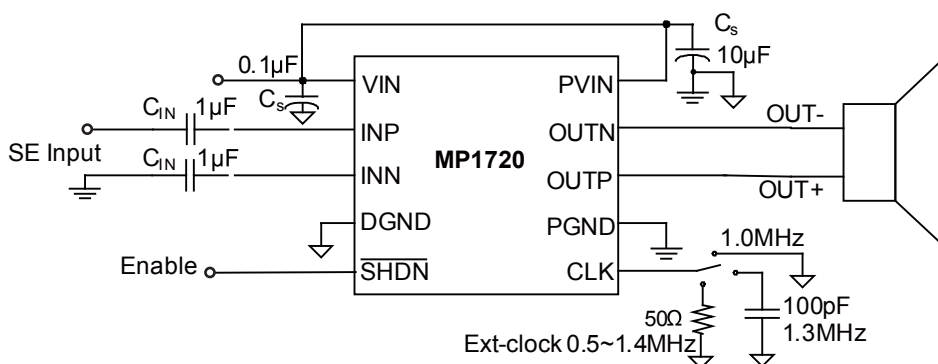 Cs
10μF
0.1μF
Cs
VIN
PVIN
CIN 1μF
INP
OUTN
OUT-
SE Input
MP1720
CIN 1μF
INN
OUTP
OUT+
DGND
PGND
1.0MHz
Enable
SHDN
CLK
50Ω
100pF
1.3MHz
Ext-clock 0.5~1.4MHz